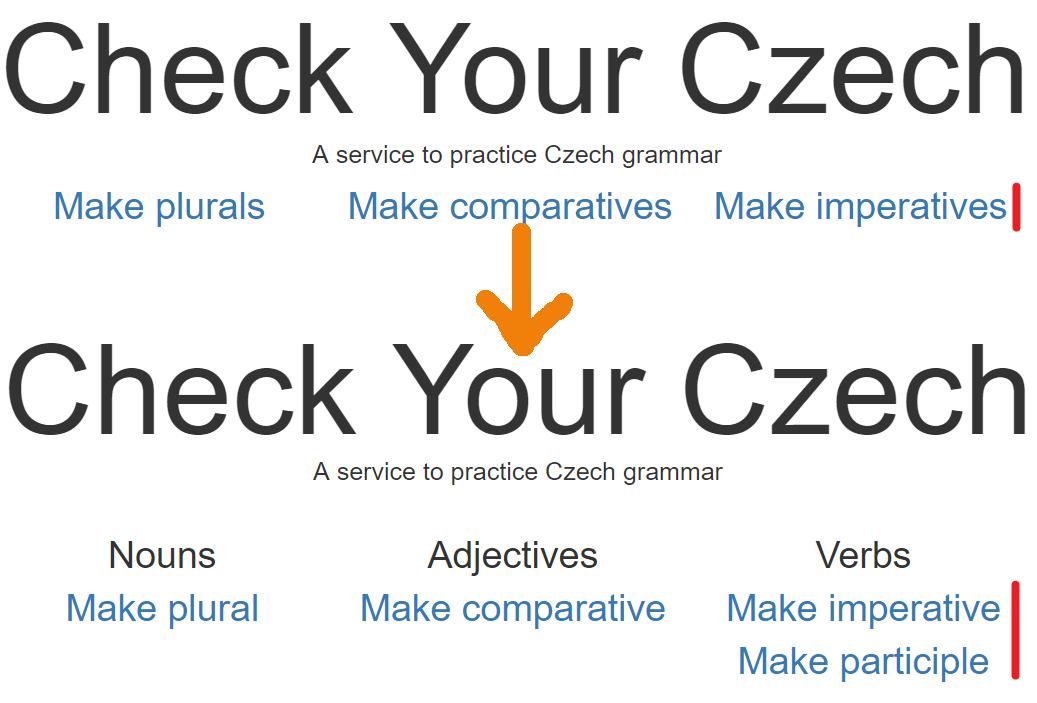 Check Your Czech
A service to practice Czech grammar
Make plurals Make comparatives Make imperatives
Check Your Czech
A service to practice Czech grammar
Nouns Adjectives Verbs
Make plural Make comparative Make imperative
Make participle